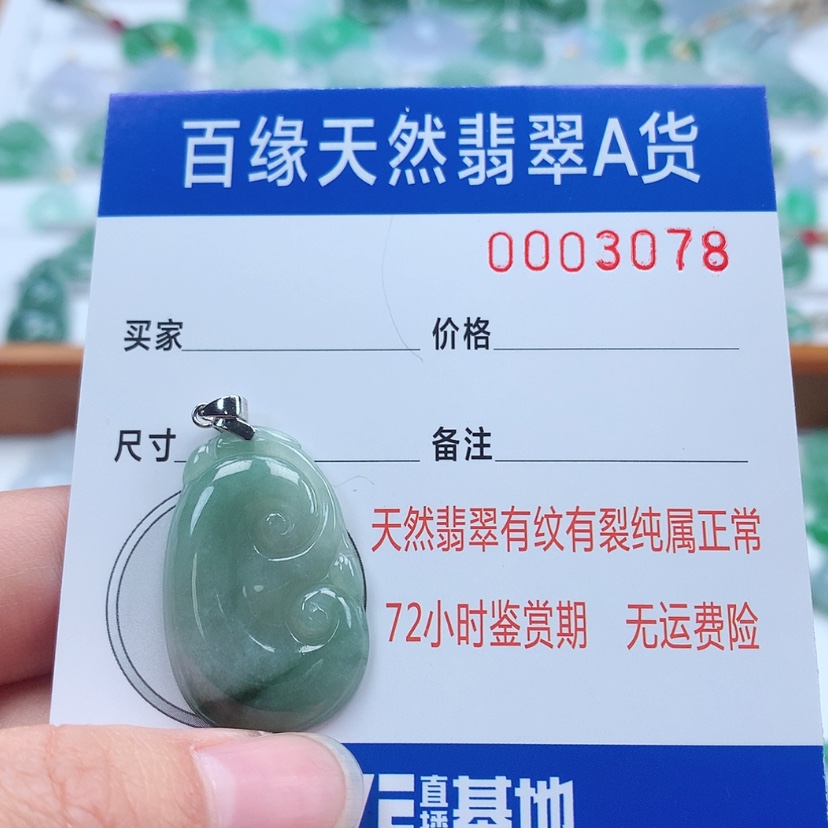 百缘天然翡翠A货
0003078
买家 价格
尺寸 备注
天然翡翠有纹有裂纯属正常
72小时鉴赏期 无运费险
直播基地